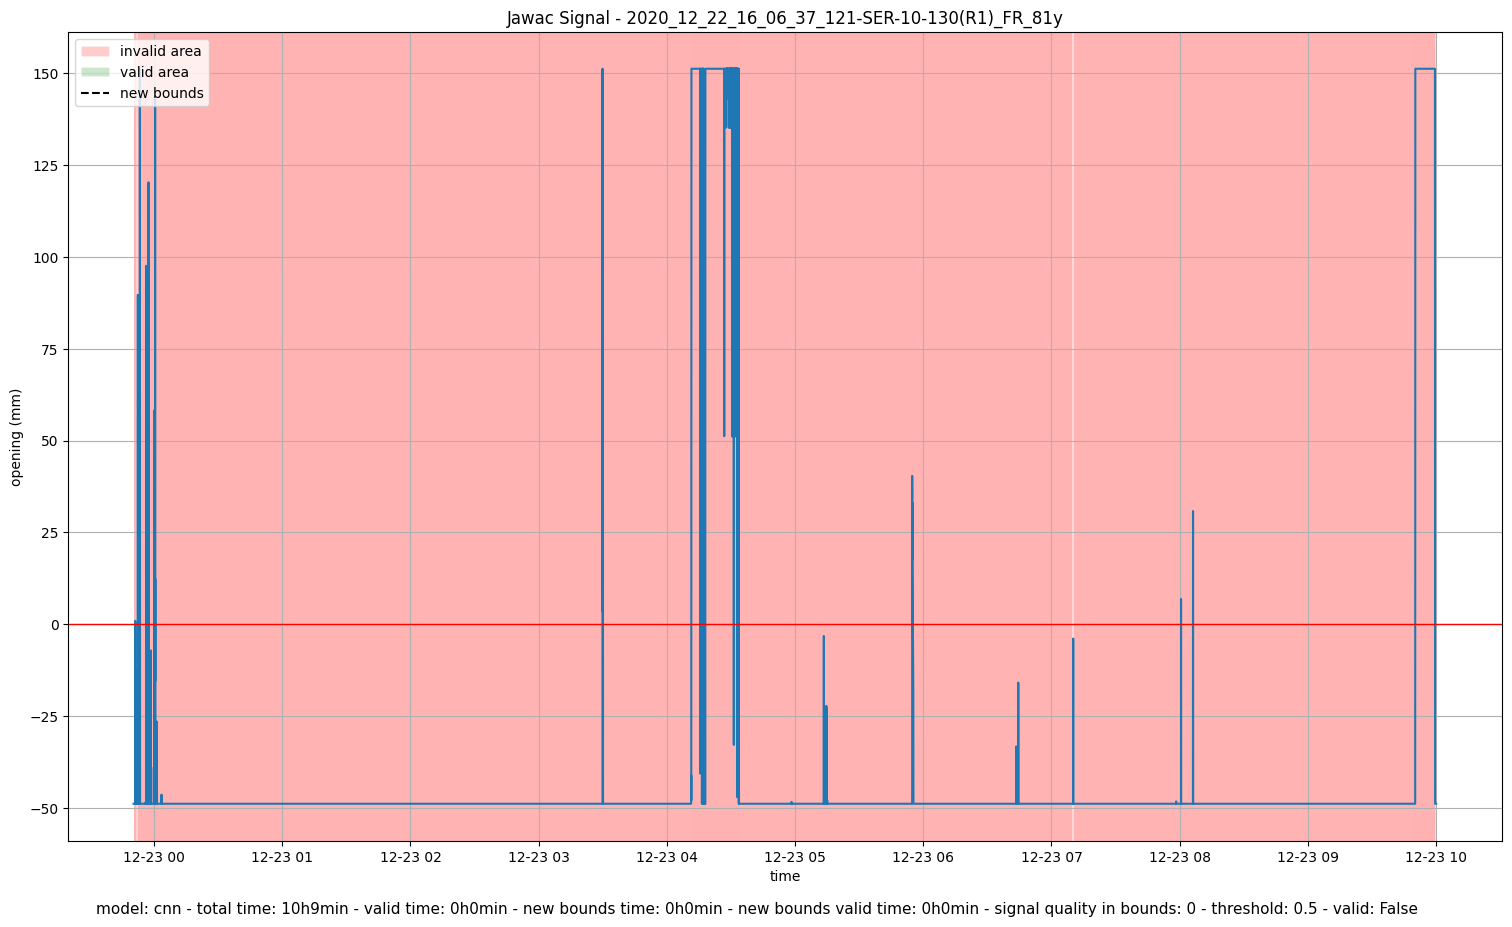 Jawac Signal - 2020_12_22_16_06_37_121-SER-10-130(R1)_FR_81y
invalid area
valid area
new bounds
150
125
100
75
50
25
0
−25
−50
opening (mm)
12-23 00
12-23 01
12-23 02
12-23 03
12-23 04
12-23 05
12-23 06
12-23 07
12-23 08
12-23 09
12-23 10
time
model: cnn - total time: 10h9min - valid time: 0h0min - new bounds time: 0h0min - new bounds valid time: 0h0min - signal quality in bounds: 0 - threshold: 0.5 - valid: False